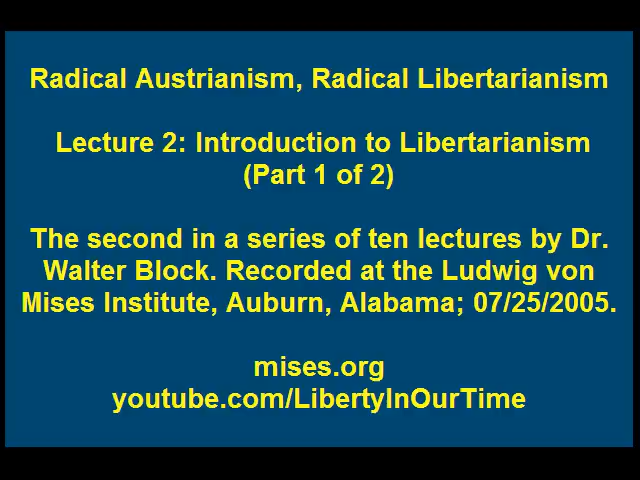 Radical Austrianism, Radical Libertarianism
Lecture 2: Introduction to Libertarianism
(Part 1 of 2)
The second in a series of ten lectures by Dr.
Walter Block. Recorded at the Ludwig von
Mises Institute, Auburn, Alabama; 07/25/2005.
mises.org
youtube.com/LibertyInOurTime